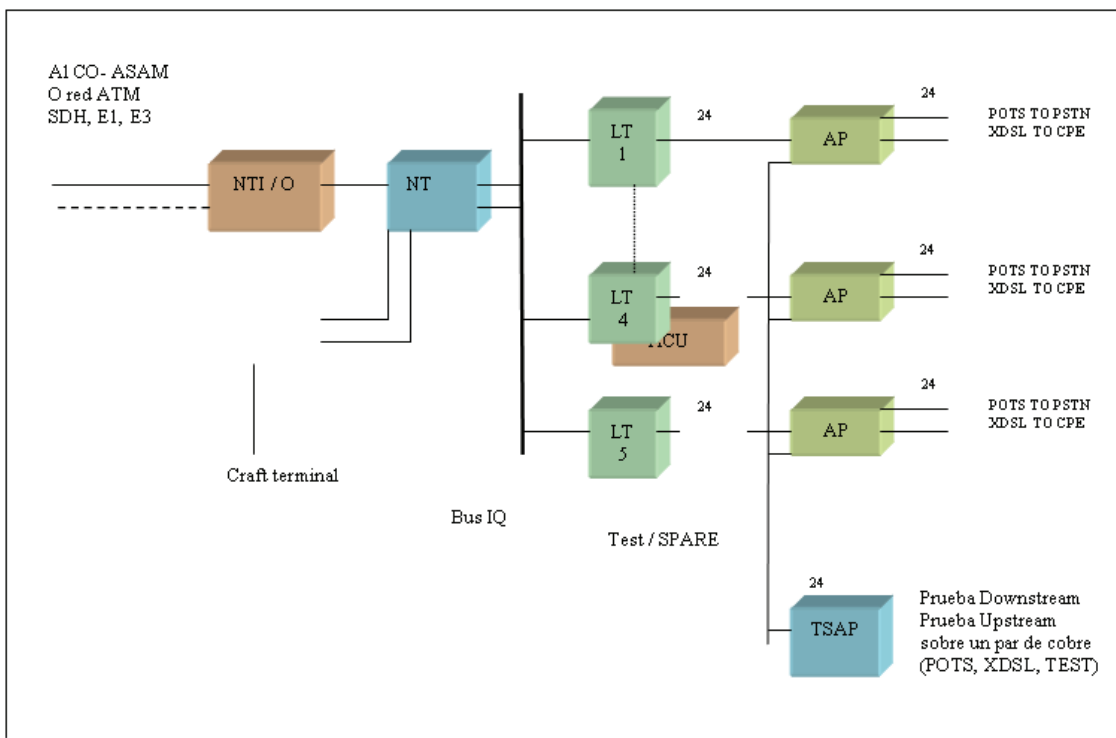 A1 CO- ASAM
O red ATM
SDH, E1, E3
NTI / O
NT
LT
1
24
AP
24
POTS TO PSTN
XDSL TO CPE
LT
4
24
ACU
AP
24
POTS TO PSTN
XDSL TO CPE
LT
5
24
AP
24
POTS TO PSTN
XDSL TO CPE
Craft terminal
Bus IQ
Test / SPARE
24
TSAP
Prueba Downstream
Prueba Upstream
sobre un par de cobre
(POTS, XDSL, TEST)